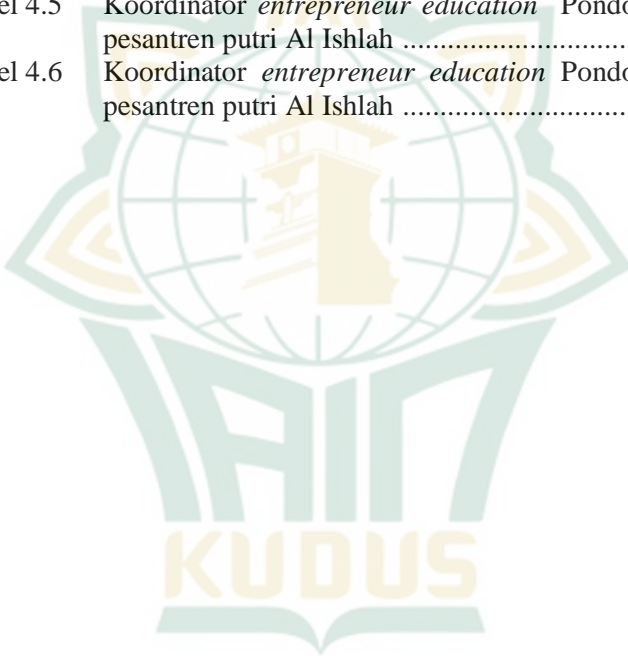 el 4.5 Koordinator entrepreneur education Pondo
pesantren putri Al Ishlah ............................
el 4.6 Koordinator entrepreneur education Pondo
pesantren putri Al Ishlah ............................
IAIN
KUDUS